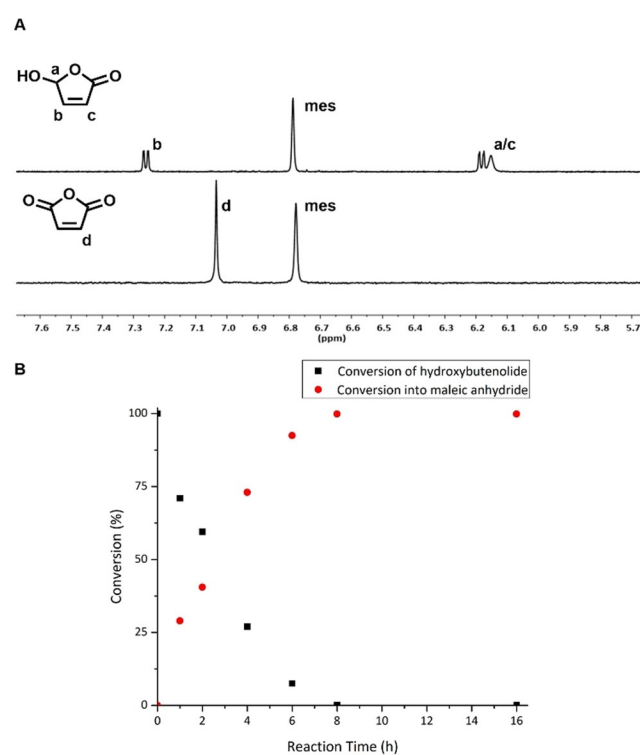 A
HO
a
O
O
b
c
b
mes
a/c
O
O
O
d
d
mes
7.6 7.5 7.4 7.3 7.2 7.1 7.0 6.9 6.8 6.7 6.6 6.5 6.4 6.3 6.2 6.1 6.0 5.9 5.8 5.7
(ppm)
B
Conversion of hydroxybutenolide
Conversion into maleic anhydride
100
75
50
25
0
Conversion (%)
0 2 4 6 8 10 12 14 16
Reaction Time (h)